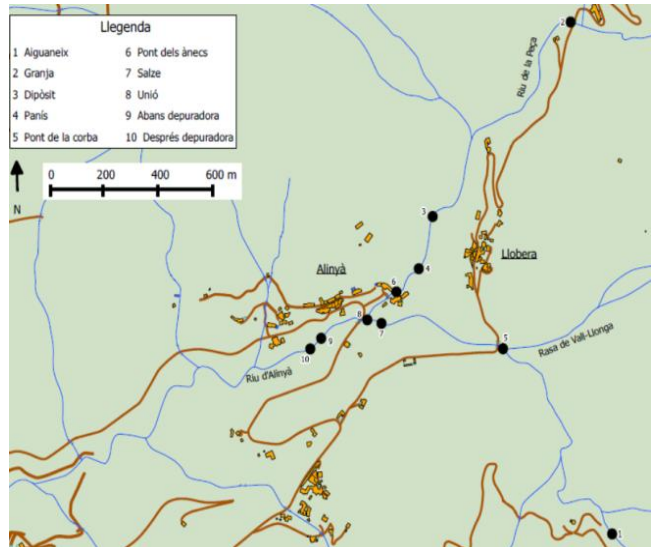 Llegenda
1 Aiguaneix
2 Granja
3 Dipòsit
4 Panís
5 Pont de la corba
6 Pont dels ànecs
7 Salze
8 Unió
9 Abans depuradora
10 Després depuradora
0 200 400 600 m
N
Riu de la Peça
2
3
4
Llobera
Alinyà
6
8
7
5
9
10
Rasa de Vall-Llonga
Riu d'Alinyà
1